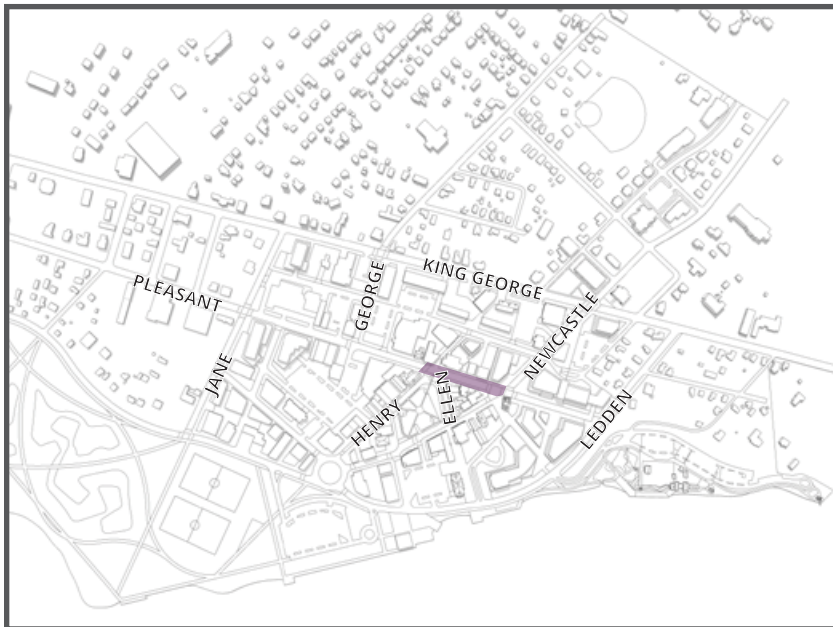 KING GEORGE
GEORGE
PLEASANT
NEWCASTLE
JANE
ELLEN
HENRY
LEDDEN